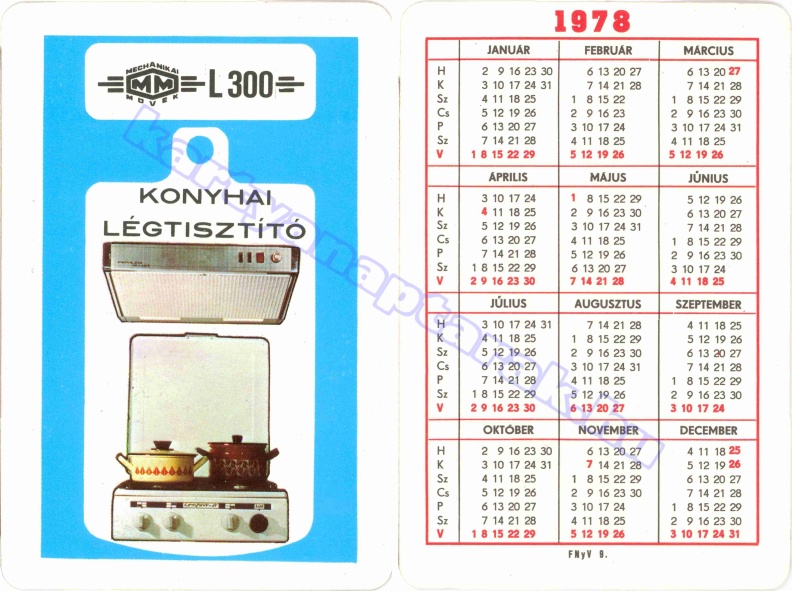 MECHANIKAI
MM
MŰVEK
L 300
KONYHAI
LÉGTISZTÍTÓ
kartyanaptarak.hu
1978
JANUÁR FEBRUÁR MÁRCIUS
H 2 9 16 23 30 6 13 20 27 6 13 20 27
K 3 10 17 24 31 7 14 21 28 7 14 21 28
Sz 4 11 18 25 1 8 15 22 1 8 15 22 29
Cs 5 12 19 26 2 9 16 23 2 9 16 23 30
P 6 13 20 27 3 10 17 24 3 10 17 24 31
Sz 7 14 21 28 4 11 18 25 4 11 18 25
V 1 8 15 22 29 5 12 19 26 5 12 19 26
ÁPRILIS MÁJUS JÚNIUS
H 3 10 17 24 1 8 15 22 29 5 12 19 26
K 4 11 18 25 2 9 16 23 30 6 13 20 27
Sz 5 12 19 26 3 10 17 24 31 7 14 21 28
Cs 6 13 20 27 4 11 18 25 1 8 15 22 29
P 7 14 21 28 5 12 19 26 2 9 16 23 30
Sz 1 8 15 22 29 6 13 20 27 3 10 17 24
V 2 9 16 23 30 7 14 21 28 4 11 18 25
JÚLIUS AUGUSZTUS SZEPTEMBER
H 3 10 17 24 31 7 14 21 28 4 11 18 25
K 4 11 18 25 1 8 15 22 29 5 12 19 26
Sz 5 12 19 26 2 9 16 23 30 6 13 20 27
Cs 6 13 20 27 3 10 17 24 31 7 14 21 28
P 7 14 21 28 4 11 18 25 1 8 15 22 29
Sz 1 8 15 22 29 5 12 19 26 2 9 16 23 30
V 2 9 16 23 30 6 13 20 27 3 10 17 24
OKTÓBER NOVEMBER DECEMBER
H 2 9 16 23 30 6 13 20 27 4 11 18 25
K 3 10 17 24 31 7 14 21 28 5 12 19 26
Sz 4 11 18 25 1 8 15 22 29 6 13 20 27
Cs 5 12 19 26 2 9 16 23 30 7 14 21 28
P 6 13 20 27 3 10 17 24 1 8 15 22 29
Sz 7 14 21 28 4 11 18 25 2 9 16 23 30
V 1 8 15 22 29 5 12 19 26 3 10 17 24 31
FNyV 8.